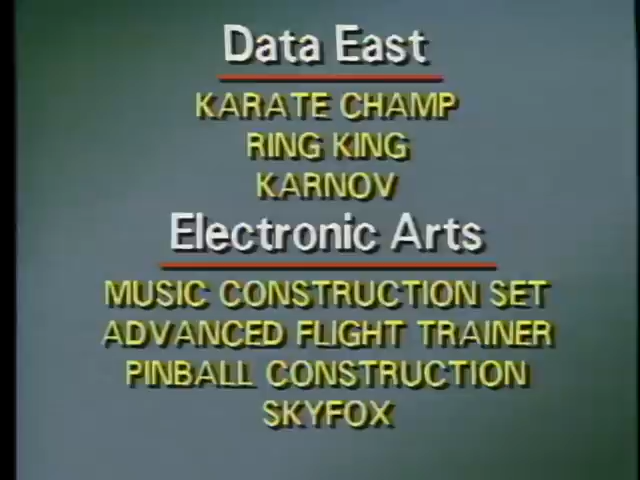 Data East
KARATE CHAMP
RING KING
KARNOV
Electronic Arts
MUSIC CONSTRUCTION SET
ADVANCED FLIGHT TRAINER
PINBALL CONSTRUCTION
SKYFOX